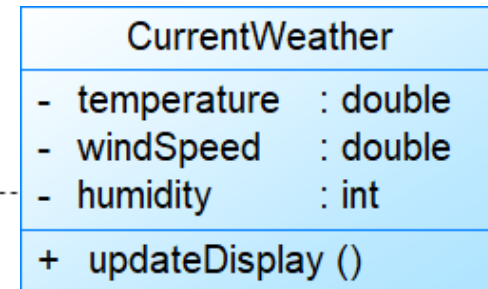 CurrentWeather
- temperature : double
- windSpeed : double
- humidity : int
+ updateDisplay ()